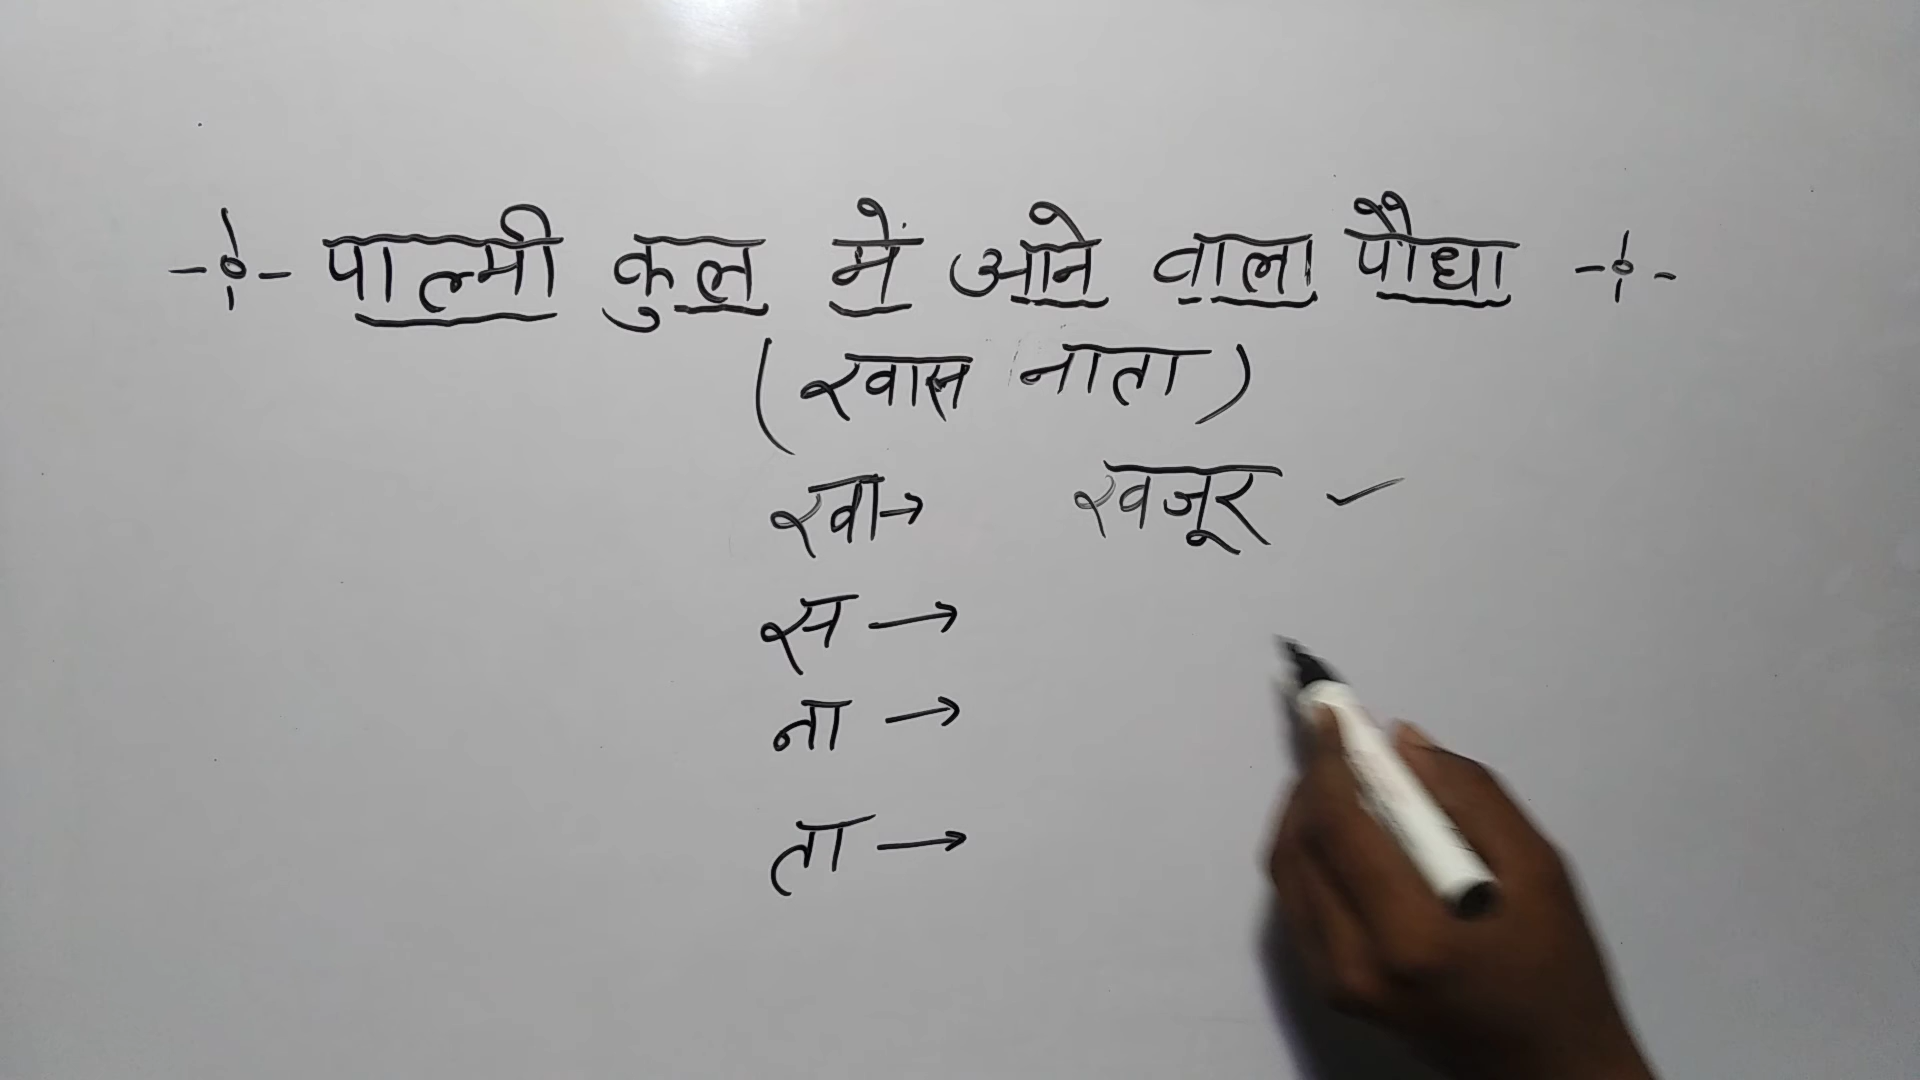 पाल्मी कुल में आने वाला पौधा
(खास नाता)
खा→ खजूर ✓
स →
ना →
ता →